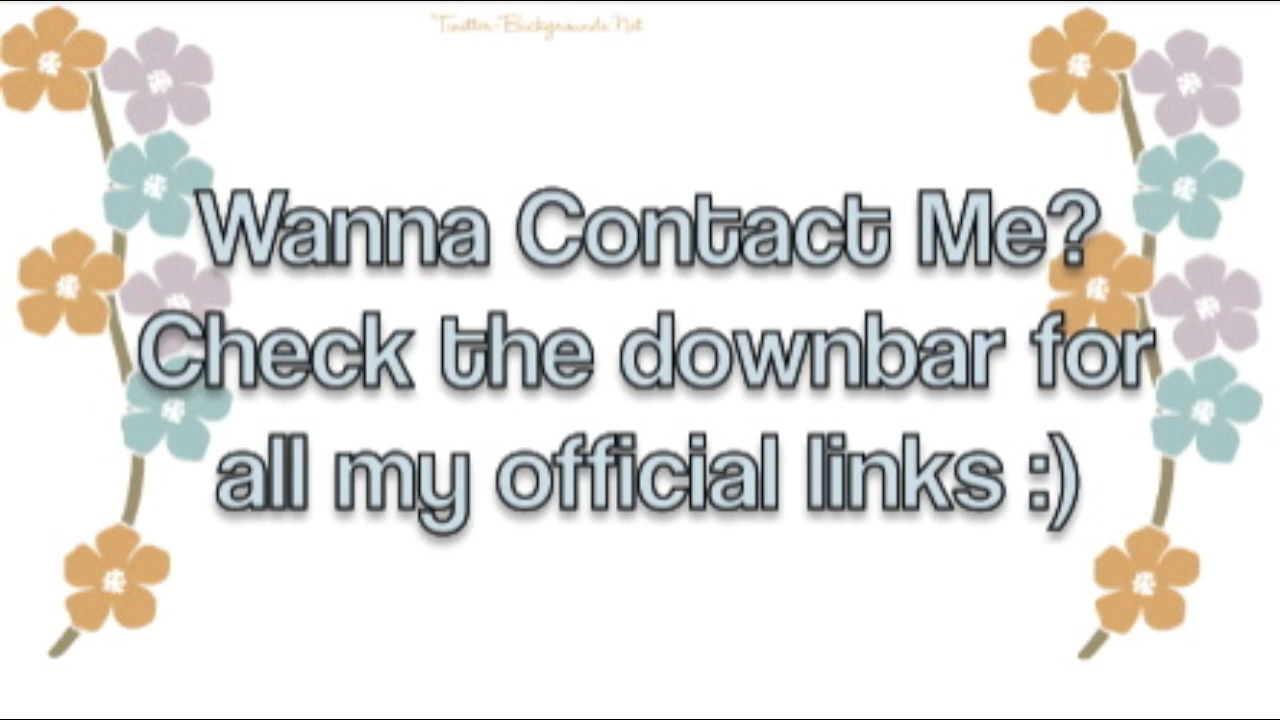 Twitter-Backgrounds.Net
Wanna Contact Me?
Check the downbar for
all my official links :)